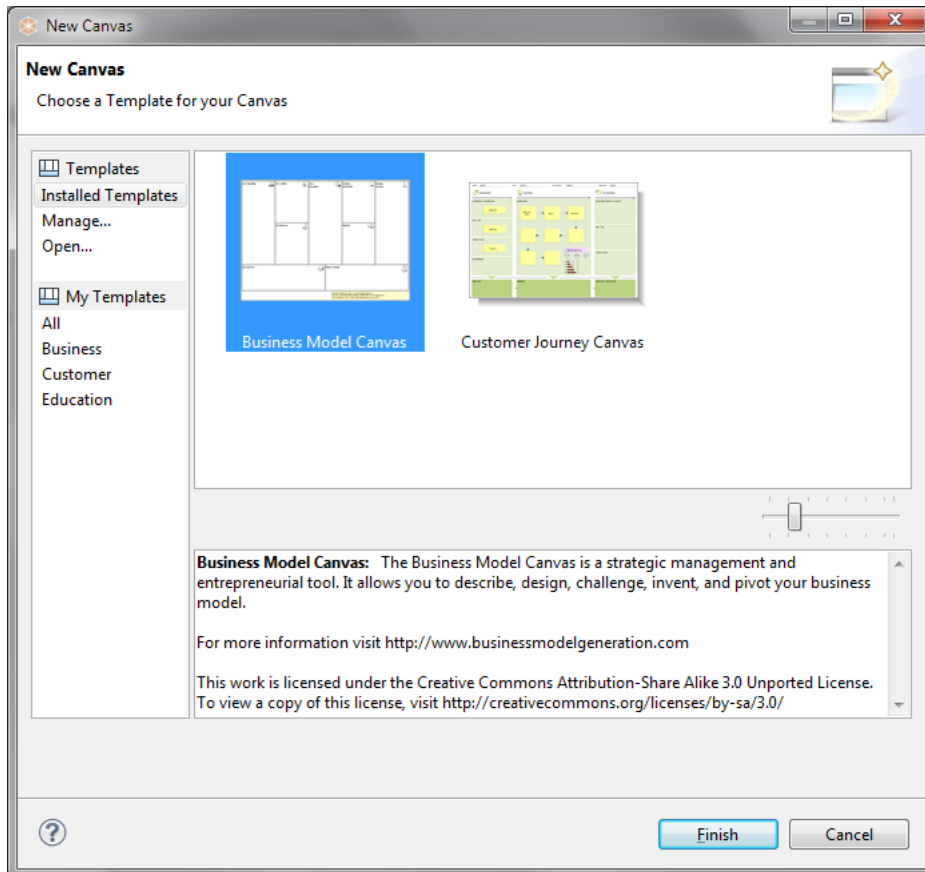 New Canvas
New Canvas
Choose a Template for your Canvas
Templates
Installed Templates
Manage...
Open...
My Templates
All
Business
Customer
Education
Business Model Canvas
Customer Journey Canvas
Business Model Canvas: The Business Model Canvas is a strategic management and
entrepreneurial tool. It allows you to describe, design, challenge, invent, and pivot your business
model.
For more information visit http://www.businessmodelgeneration.com
This work is licensed under the Creative Commons Attribution-Share Alike 3.0 Unported License.
To view a copy of this license, visit http://creativecommons.org/licenses/by-sa/3.0/
Finish
Cancel